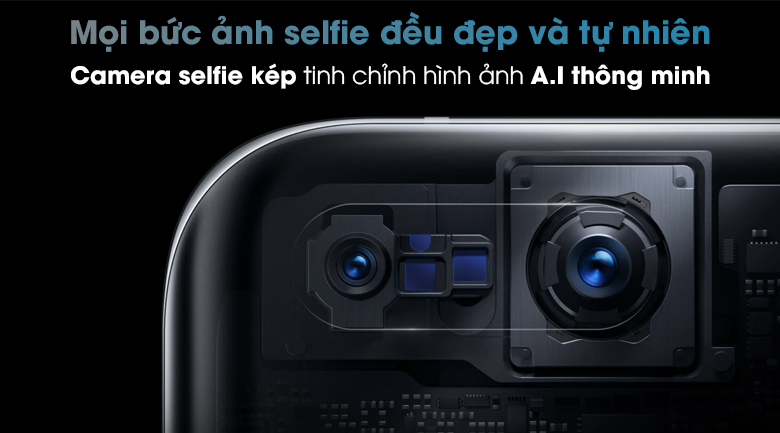 Mọi bức ảnh selfie đều đẹp và tự nhiên
Camera selfie kép tinh chỉnh hình ảnh A.I thông minh